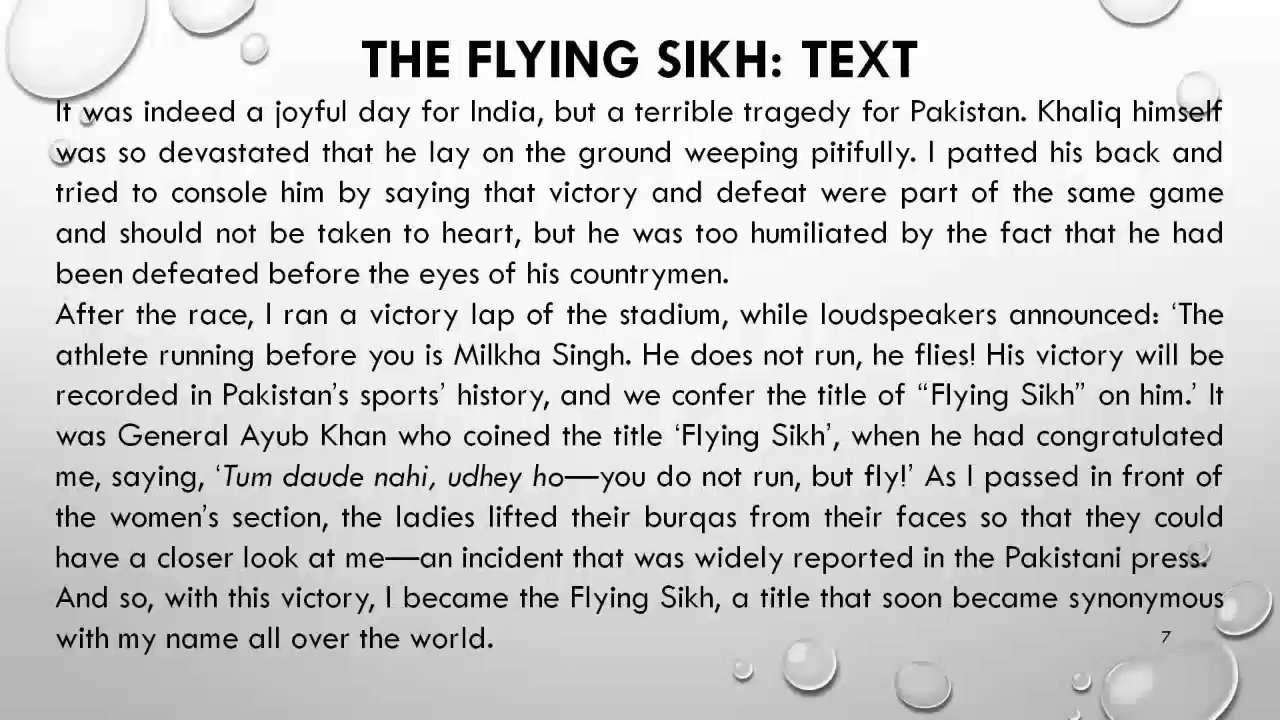 THE FLYING SIKH: TEXT
It was indeed a joyful day for India, but a terrible tragedy for Pakistan. Khaliq himself
was so devastated that he lay on the ground weeping pitifully. I patted his back and
tried to console him by saying that victory and defeat were part of the same game
and should not be taken to heart, but he was too humiliated by the fact that he had
been defeated before the eyes of his countrymen.
After the race, I ran a victory lap of the stadium, while loudspeakers announced: ‘The
athlete running before you is Milkha Singh. He does not run, he flies! His victory will be
recorded in Pakistan’s sports’ history, and we confer the title of “Flying Sikh” on him.’ It
was General Ayub Khan who coined the title ‘Flying Sikh’, when he had congratulated
me, saying, ‘Tum daude nahi, udhey ho—you do not run, but fly!’ As I passed in front of
the women’s section, the ladies lifted their burqas from their faces so that they could
have a closer look at me—an incident that was widely reported in the Pakistani press.
And so, with this victory, I became the Flying Sikh, a title that soon became synonymous
with my name all over the world.
7